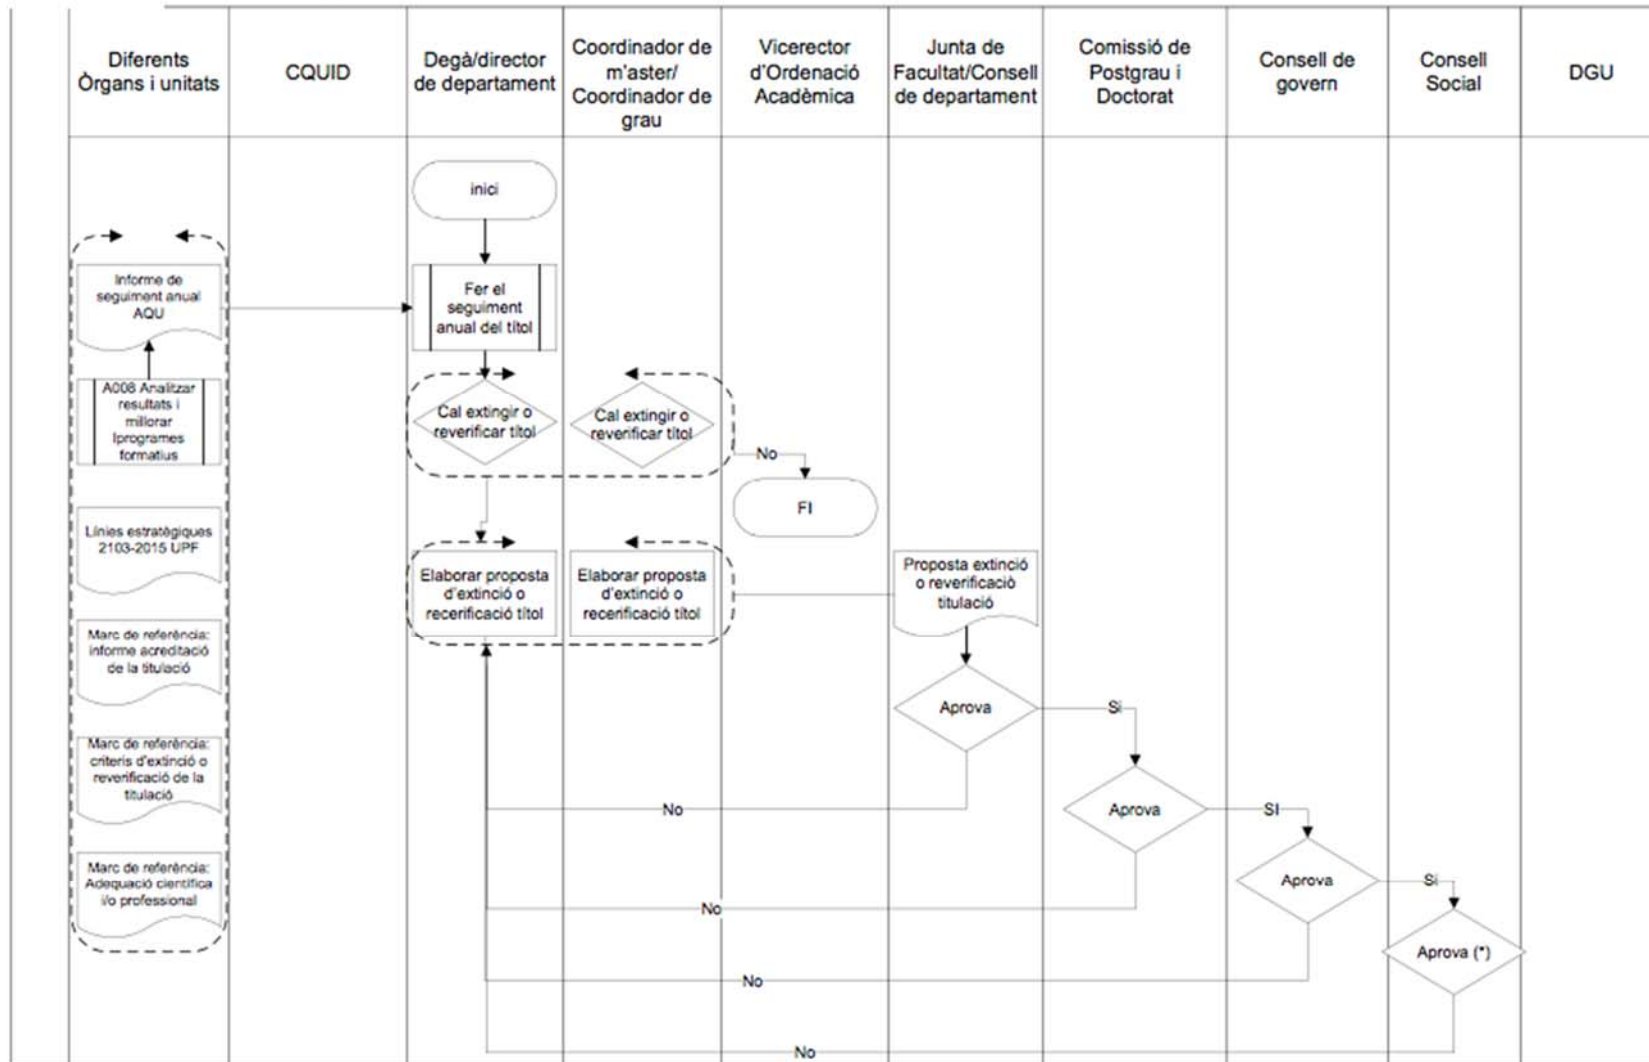 Diferents
Òrgans i unitats
CQUID
Degà/director
de departament
Coordinador de
m'aster/
Coordinador de
grau
Vicerector
d'Ordenació
Acadèmica
Junta de
Facultat/Consell
de departament
Comissió de
Postgrau i
Doctorat
Consell de
govern
Consell
Social
DGU
inici
Informe de
seguiment anual
AQU
Fer el
seguiment
anual del títol
A008 Analitzar
resultats i
millorar
lprogrames
formatius
Cal extingir o
reverificar títol
Cal extingir o
reverificar títol
No
FI
Línies estratègiques
2103-2015 UPF
Elaborar proposta
d'extinció o
recerificació títol
Elaborar proposta
d'extinció o
recerificació títol
Proposta extinció
o reverificaciò
titulació
Marc de referència:
informe acreditació
de la titulació
Aprova
Si
Marc de referència:
criteris d'extinció o
reverificació de la
titulació
No
Aprova
SI
Marc de referència:
Adequació científica
i/o professional
No
Aprova
Si
No
Aprova (*)
No